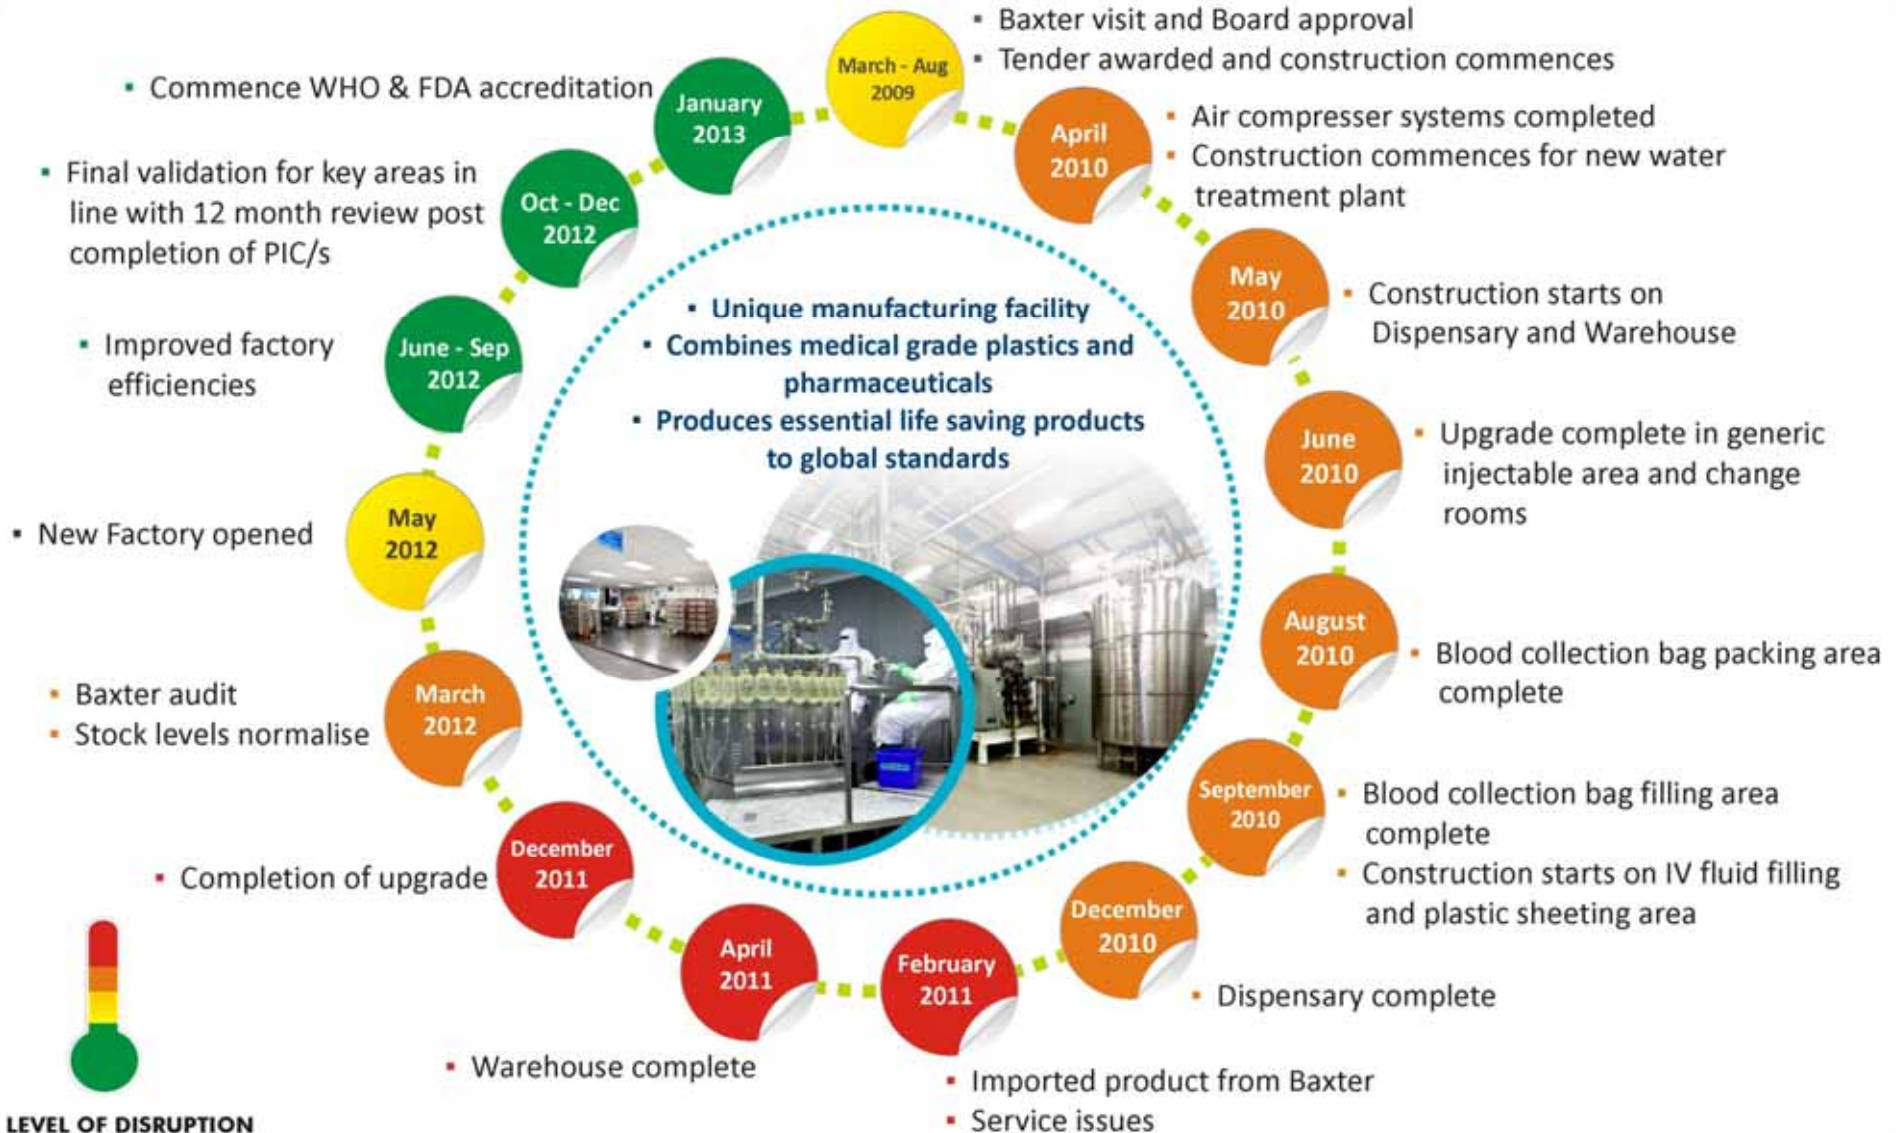 March - Aug
2009
▪ Baxter visit and Board approval
▪ Tender awarded and construction commences
April
2010
▪ Air compresser systems completed
▪ Construction commences for new water
treatment plant
May
2010
▪ Construction starts on
Dispensary and Warehouse
June
2010
▪ Upgrade complete in generic
injectable area and change
rooms
August
2010
▪ Blood collection bag packing area
complete
September
2010
▪ Blood collection bag filling area
complete
▪ Construction starts on IV fluid filling
and plastic sheeting area
December
2010
▪ Dispensary complete
February
2011
▪ Imported product from Baxter
▪ Service issues
April
2011
▪ Warehouse complete
December
2011
▪ Completion of upgrade
March
2012
▪ Baxter audit
▪ Stock levels normalise
May
2012
▪ New Factory opened
June - Sep
2012
▪ Improved factory
efficiencies
Oct - Dec
2012
▪ Final validation for key areas in
line with 12 month review post
completion of PIC/s
January
2013
▪ Commence WHO & FDA accreditation
▪ Unique manufacturing facility
▪ Combines medical grade plastics and
pharmaceuticals
▪ Produces essential life saving products
to global standards
LEVEL OF DISRUPTION